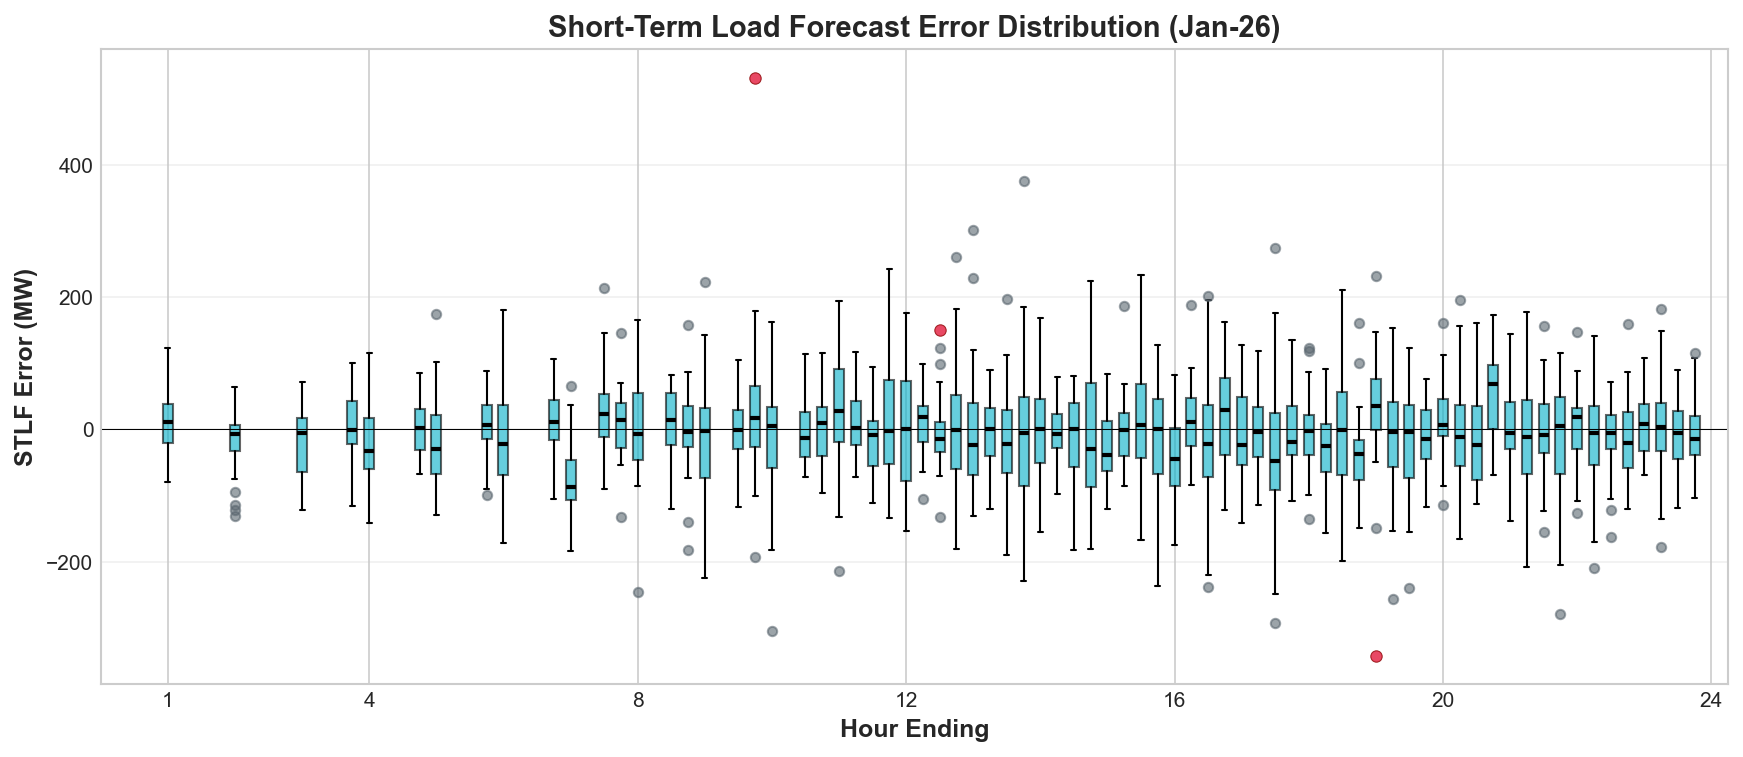 Short-Term Load Forecast Error Distribution (Jan-26)
STLF Error (MW)
400
200
0
−200
1 4 8 12 16 20 24
Hour Ending